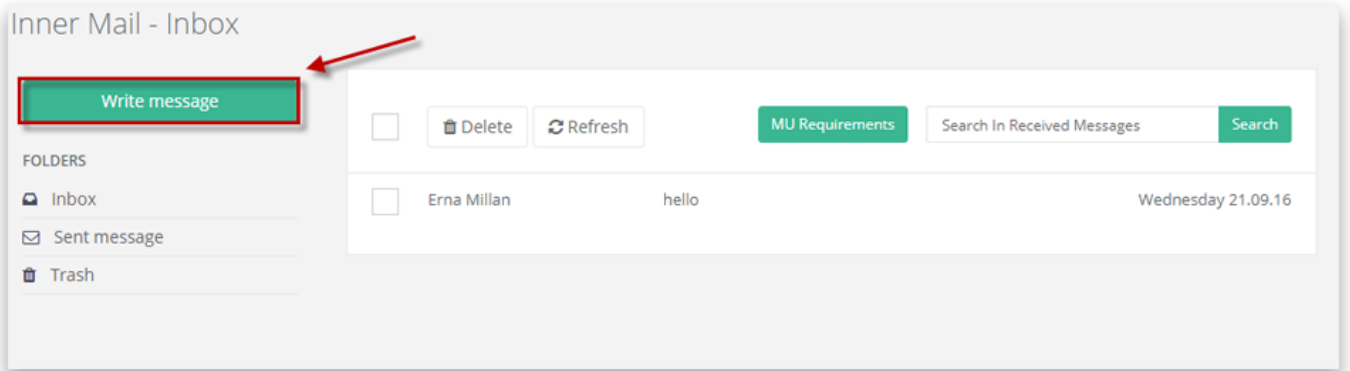 Inner Mail - Inbox
Write message
FOLDERS
Inbox
Sent message
Trash
Delete Refresh MU Requirements Search In Received Messages Search
Erna Millan hello Wednesday 21.09.16